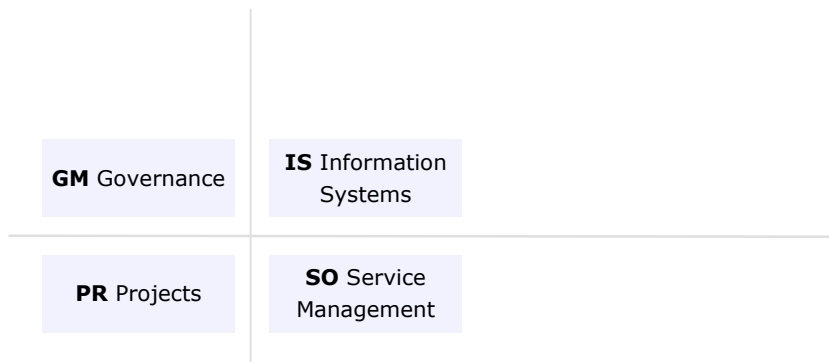 GM Governance
IS Information
Systems
PR Projects
SO Service
Management